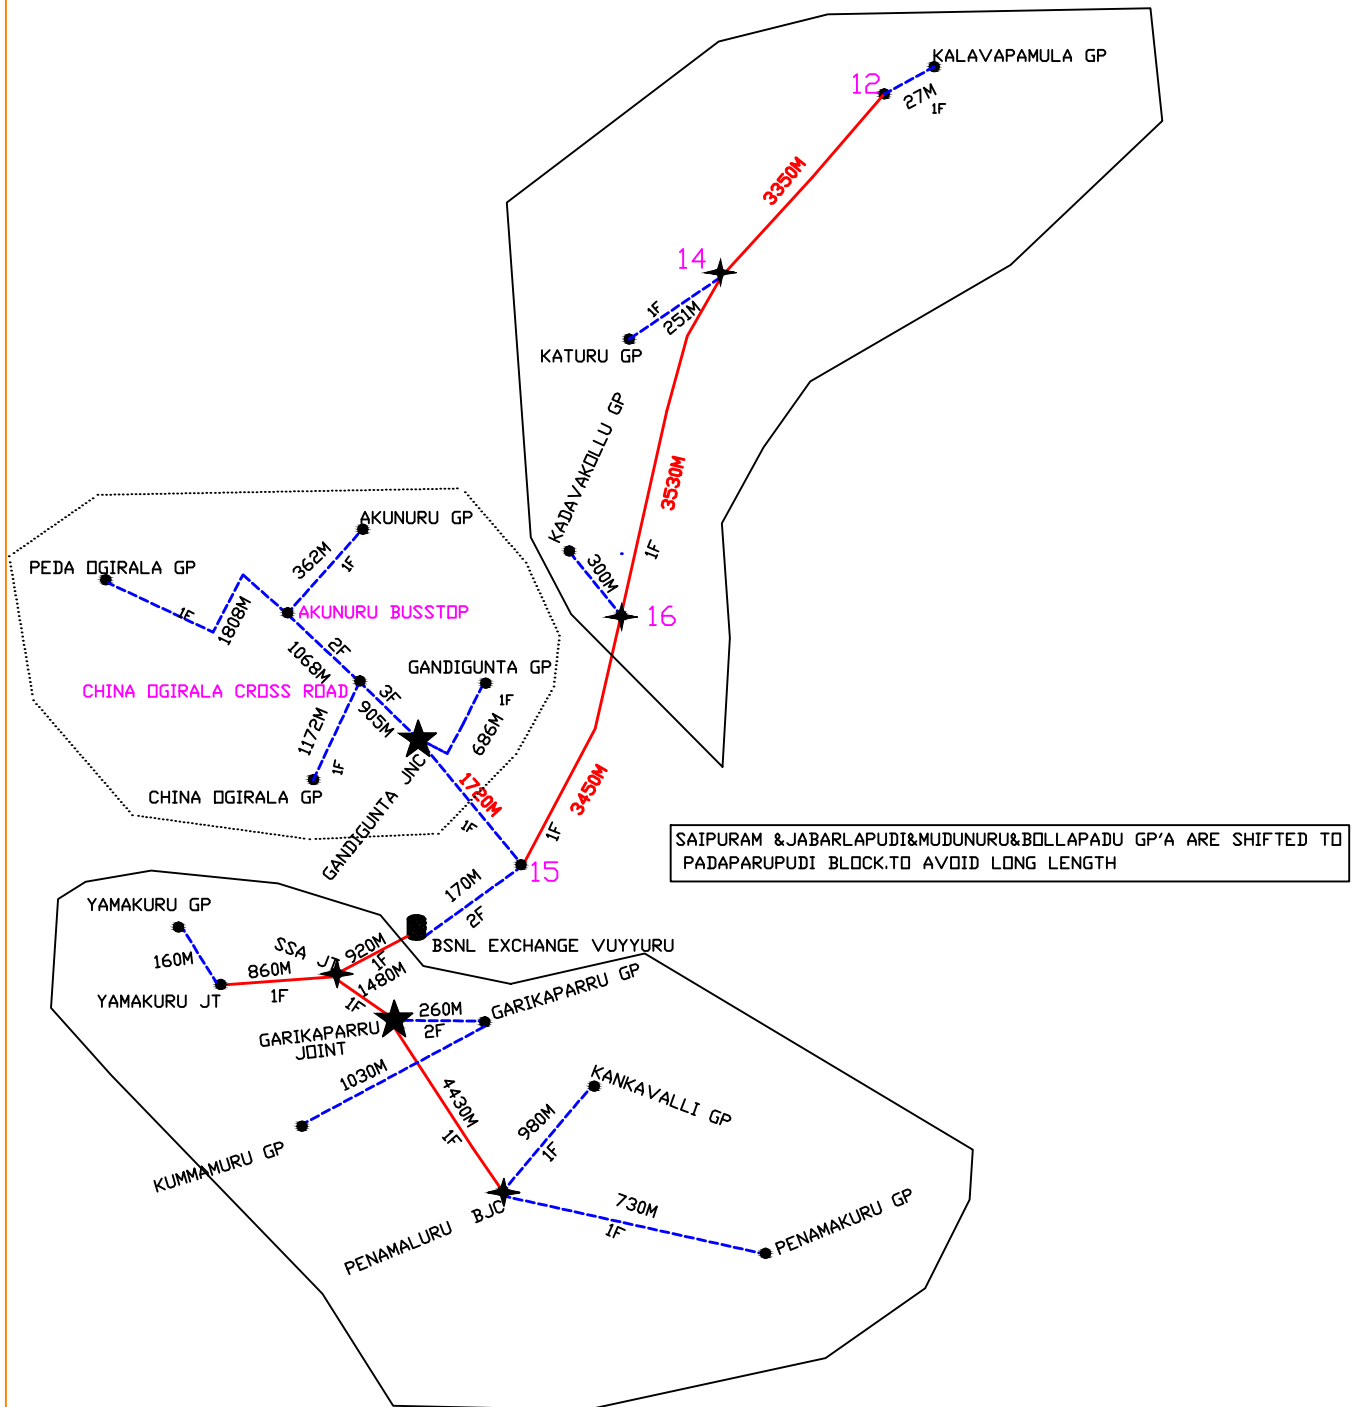 KALAVAPAMULA GP
12
27M
1F
3350M
14
1F
251M
KATURU GP
KADAVAKOLLU GP
3530M
1F
300M
16
AKUNURU GP
362M
1F
PEDA OGIRALA GP
1F
1808M
AKUNURU BUSSTOP
2F
1068M
GANDIGUNTA GP
1F
686M
CHINA OGIRALA CROSS ROAD
3F
905M
1172M
1F
CHINA OGIRALA GP
GANDIGUNTA JNC
1720M
1F
3450M
1F
15
SAIPURAM &JABARLAPUDI&MUDUNURU&BOLLAPADU GP'A ARE SHIFTED TO
PADAPARUPUDI BLOCK.TO AVOID LONG LENGTH
170M
2F
BSNL EXCHANGE VUYYURU
YAMAKURU GP
160M
SSA JT
920M
1F
860M
1F
YAMAKURU JT
1480M
1F
260M
2F
GARIKAPARRU GP
GARIKAPARRU
JOINT
1030M
KUMMAMURU GP
4430M
1F
KANKAVALLI GP
980M
1F
PENAMALURU BJC
730M
1F
PENAMAKURU GP